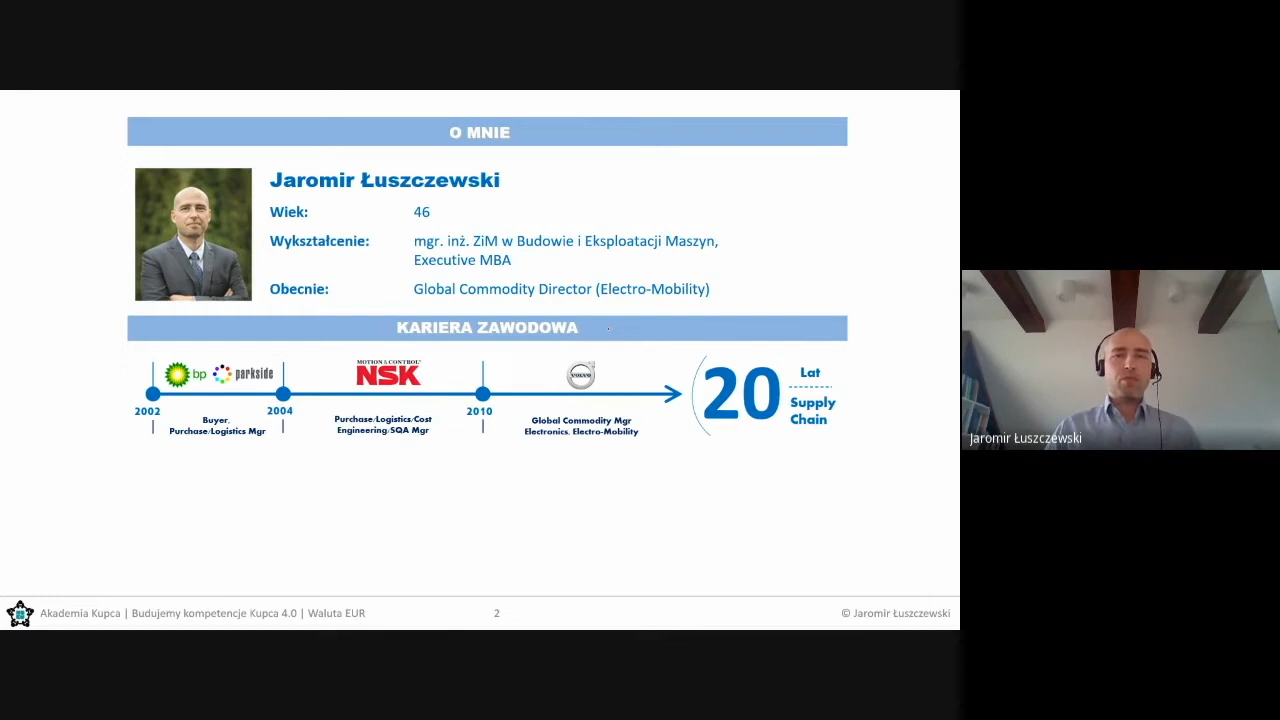 O MNIE
Jaromir Łuszczewski
Wiek: 46
Wykształcenie: mgr. inż. ZiM w Budowie i Eksploatacji Maszyn,
Executive MBA
Obecnie: Global Commodity Director (Electro-Mobility)
KARIERA ZAWODOWA
bp parkside
MOTION & CONTROL
NSK
VOLVO
2002
2004
2010
Buyer,
Purchase/Logistics Mgr
Purchase/Logistics/Cost
Engineering/SQA Mgr
Global Commodity Mgr
Electronics, Electro-Mobility
20
Lat
Supply
Chain
Jaromir Łuszczewski
Akademia Kupca | Budujemy kompetencje Kupca 4.0 | Waluta EUR
2
© Jaromir Łuszczewski